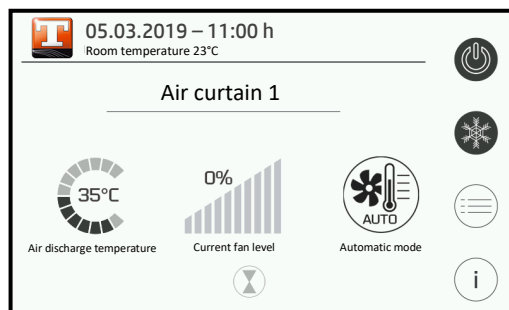 T
05.03.2019 – 11:00 h
Room temperature 23°C
Air curtain 1
35°C
0%
AUTO
Air discharge temperature
Current fan level
Automatic mode
i